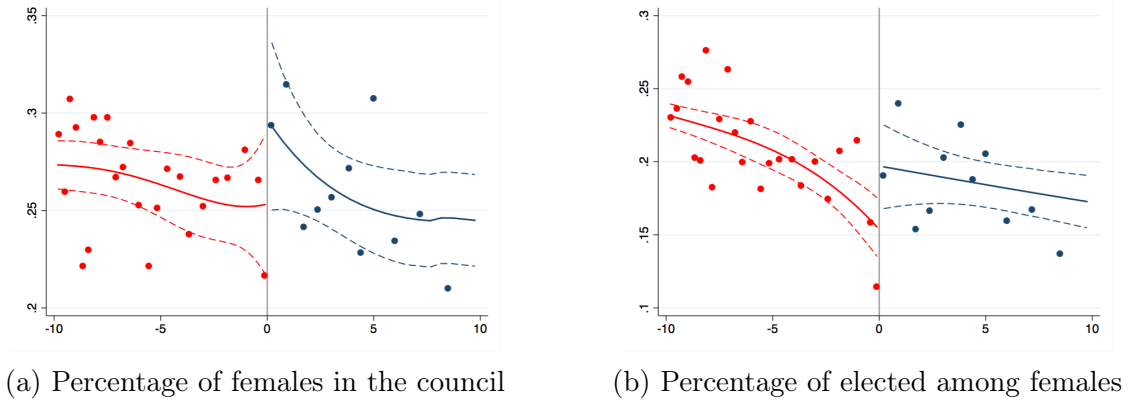 .35
.3
.25
.2
-10 -5 0 5 10
(a) Percentage of females in the council
.3
.25
.2
.15
.1
-10 -5 0 5 10
(b) Percentage of elected among females